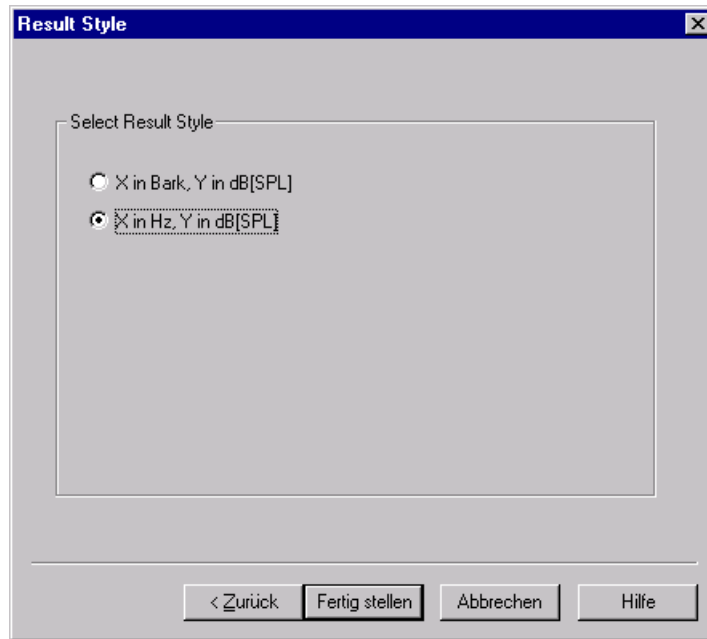 Result Style
Select Result Style
X in Bark, Y in dB[SPL]
X in Hz, Y in dB[SPL]
< Zurück
Fertig stellen
Abbrechen
Hilfe